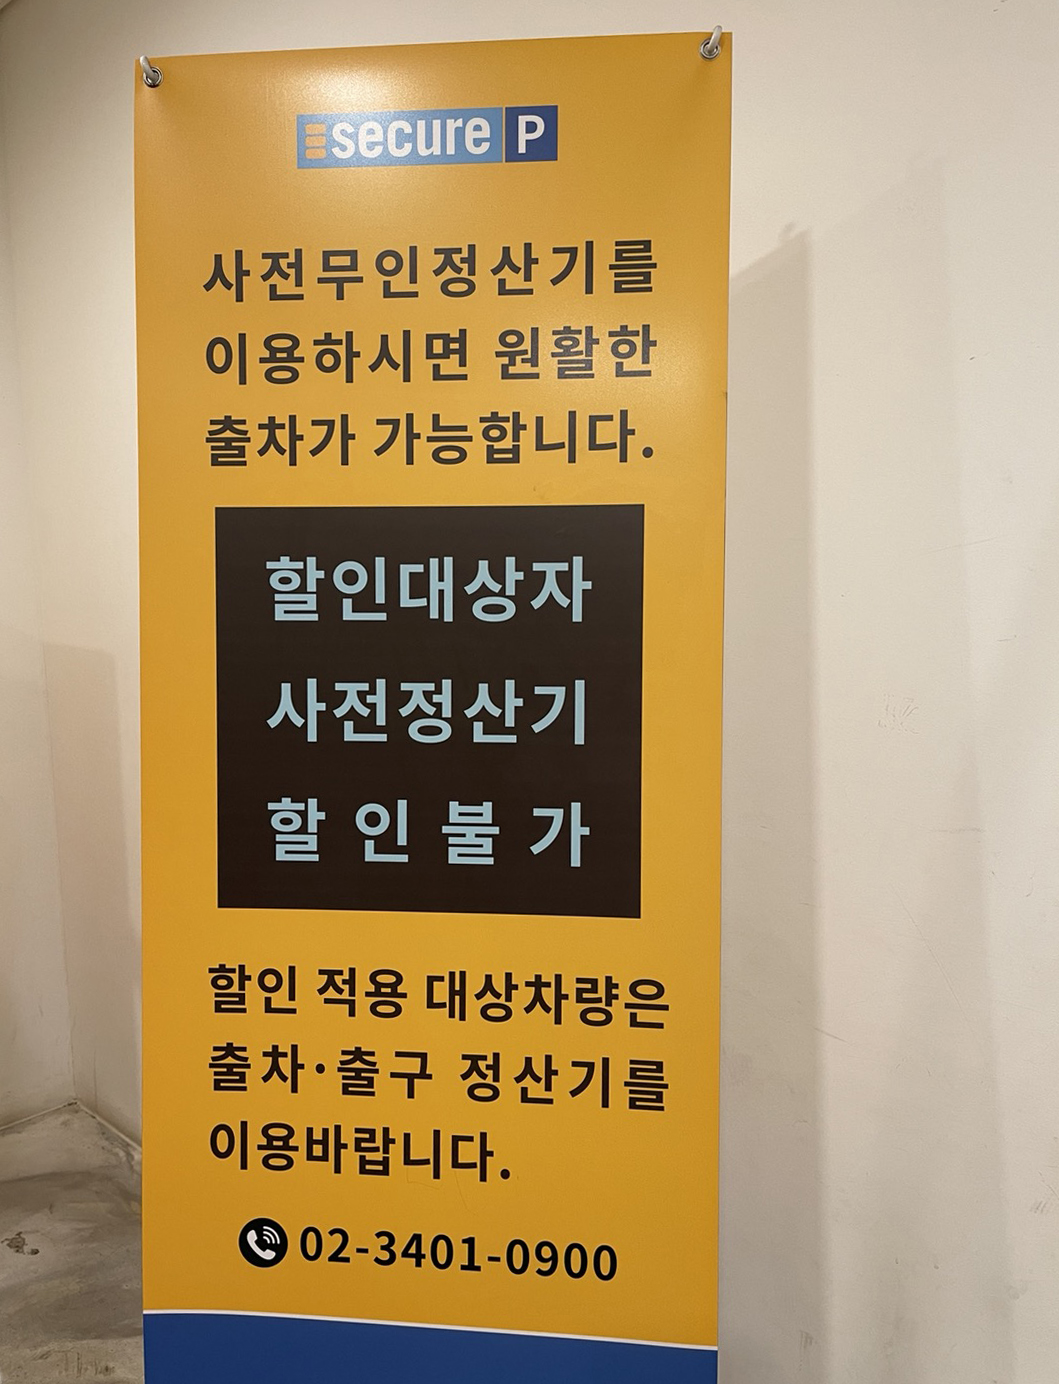 secure P
사전무인정산기를
이용하시면 원활한
출차가 가능합니다.
할인대상자
사전정산기
할인불가
할인 적용 대상차량은
출차·출구 정산기를
이용바랍니다.
02-3401-0900